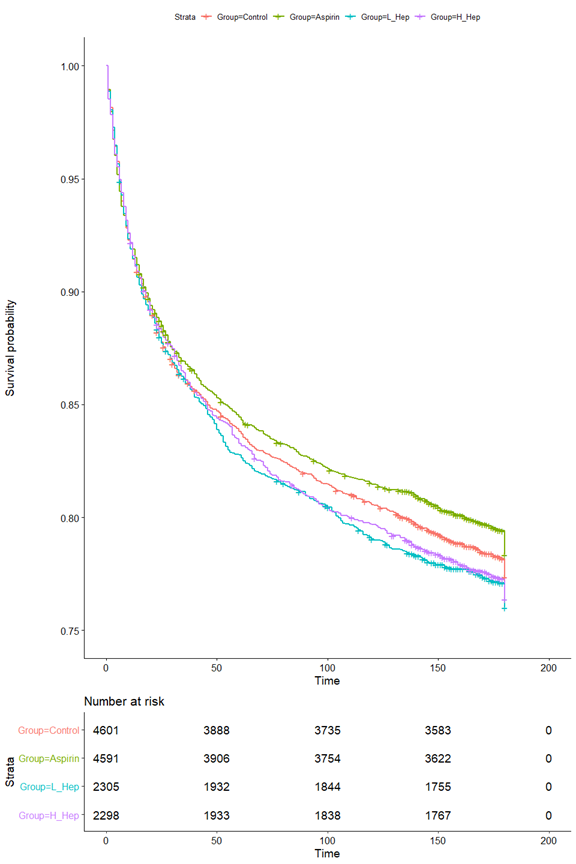 Strata Group=Control Group=Aspirin Group=L_Hep Group=H_Hep
Survival probability
1.00
0.95
0.90
0.85
0.80
0.75
0 50 100 150 200
Time
Number at risk
Strata
Group=Control 4601 3888 3735 3583 0
Group=Aspirin 4591 3906 3754 3622 0
Group=L_Hep 2305 1932 1844 1755 0
Group=H_Hep 2298 1933 1838 1767 0
0 50 100 150 200
Time